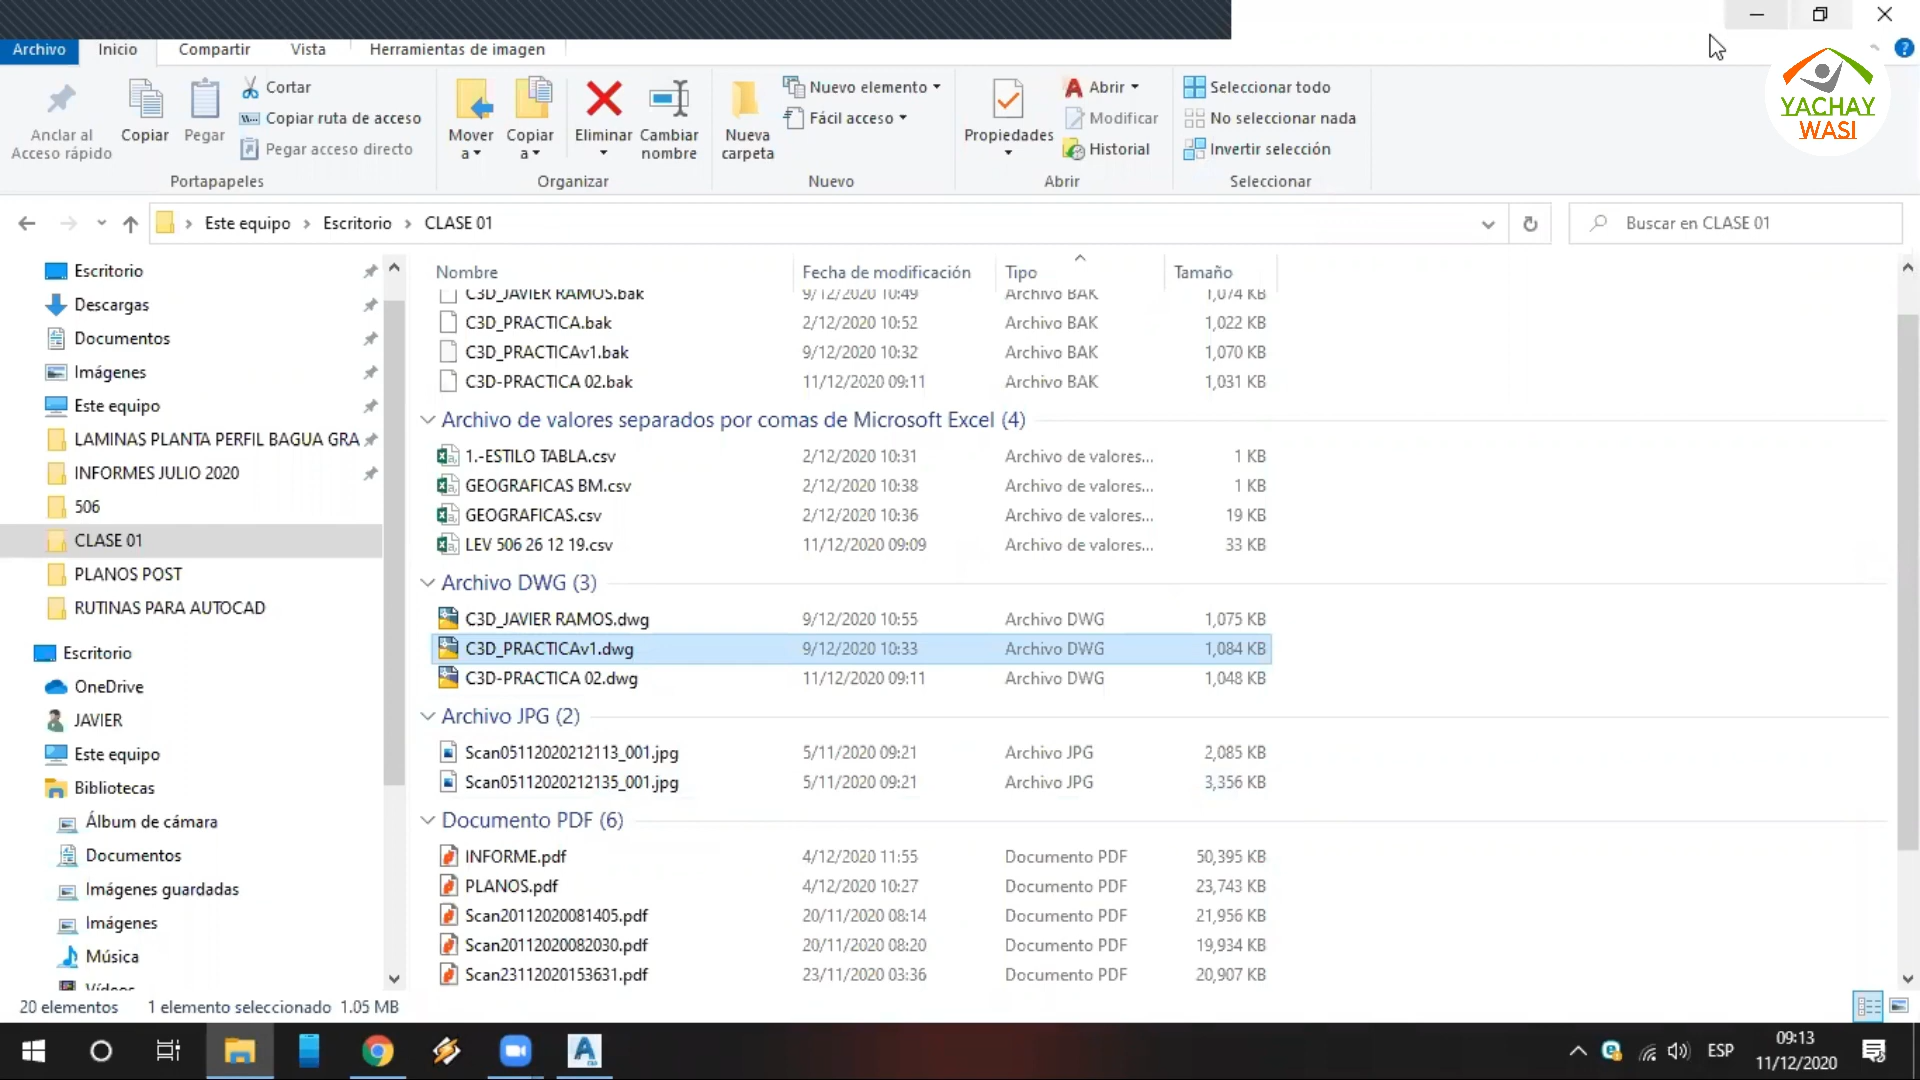 Archivo Inicio Compartir Vista Herramientas de imagen
YACHAY
WASI
Anclar al
Acceso rápido
Copiar
Pegar
Cortar
Copiar ruta de acceso
Pegar acceso directo
Portapapeles
Mover
a
Copiar
a
Eliminar
Cambiar
nombre
Organizar
Nueva
carpeta
Nuevo elemento
Fácil acceso
Nuevo
Propiedades
Abrir
Modificar
Historial
Abrir
Seleccionar todo
No seleccionar nada
Invertir selección
Seleccionar
Este equipo > Escritorio > CLASE 01
Buscar en CLASE 01
Escritorio
Descargas
Documentos
Imágenes
Este equipo
LAMINAS PLANTA PERFIL BAGUA GRA
INFORMES JULIO 2020
506
CLASE 01
PLANOS POST
RUTINAS PARA AUTOCAD
Escritorio
OneDrive
JAVIER
Este equipo
Bibliotecas
Álbum de cámara
Documentos
Imágenes guardadas
Imágenes
Música
Vídeos
Nombre Fecha de modificación Tipo Tamaño
C3D_JAVIER RAMOS.bak 9/12/2020 10:49 Archivo BAK 1,074 KB
C3D_PRACTICA.bak 2/12/2020 10:52 Archivo BAK 1,022 KB
C3D_PRACTICAv1.bak 9/12/2020 10:32 Archivo BAK 1,070 KB
C3D-PRACTICA 02.bak 11/12/2020 09:11 Archivo BAK 1,031 KB
Archivo de valores separados por comas de Microsoft Excel (4)
1.-ESTILO TABLA.csv 2/12/2020 10:31 Archivo de valores... 1 KB
GEOGRAFICAS BM.csv 2/12/2020 10:38 Archivo de valores... 1 KB
GEOGRAFICAS.csv 2/12/2020 10:36 Archivo de valores... 19 KB
LEV 506 26 12 19.csv 11/12/2020 09:09 Archivo de valores... 33 KB
Archivo DWG (3)
C3D_JAVIER RAMOS.dwg 9/12/2020 10:55 Archivo DWG 1,075 KB
C3D_PRACTICAv1.dwg 9/12/2020 10:33 Archivo DWG 1,084 KB
C3D-PRACTICA 02.dwg 11/12/2020 09:11 Archivo DWG 1,048 KB
Archivo JPG (2)
Scan05112020212113_001.jpg 5/11/2020 09:21 Archivo JPG 2,085 KB
Scan05112020212135_001.jpg 5/11/2020 09:21 Archivo JPG 3,356 KB
Documento PDF (6)
INFORME.pdf 4/12/2020 11:55 Documento PDF 50,395 KB
PLANOS.pdf 4/12/2020 10:27 Documento PDF 23,743 KB
Scan20112020081405.pdf 20/11/2020 08:14 Documento PDF 21,956 KB
Scan20112020082030.pdf 20/11/2020 08:20 Documento PDF 19,934 KB
Scan23112020153631.pdf 23/11/2020 03:36 Documento PDF 20,907 KB
20 elementos 1 elemento seleccionado 1.05 MB
ESP
09:13
11/12/2020